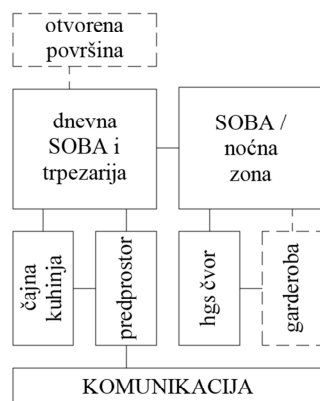 otvorena
površina
dnevna
SOBA i
trpezarija
SOBA /
noćna
zona
čajna
kuhinja
predprostor
hgs čvor
garderoba
KOMUNIKACIJA